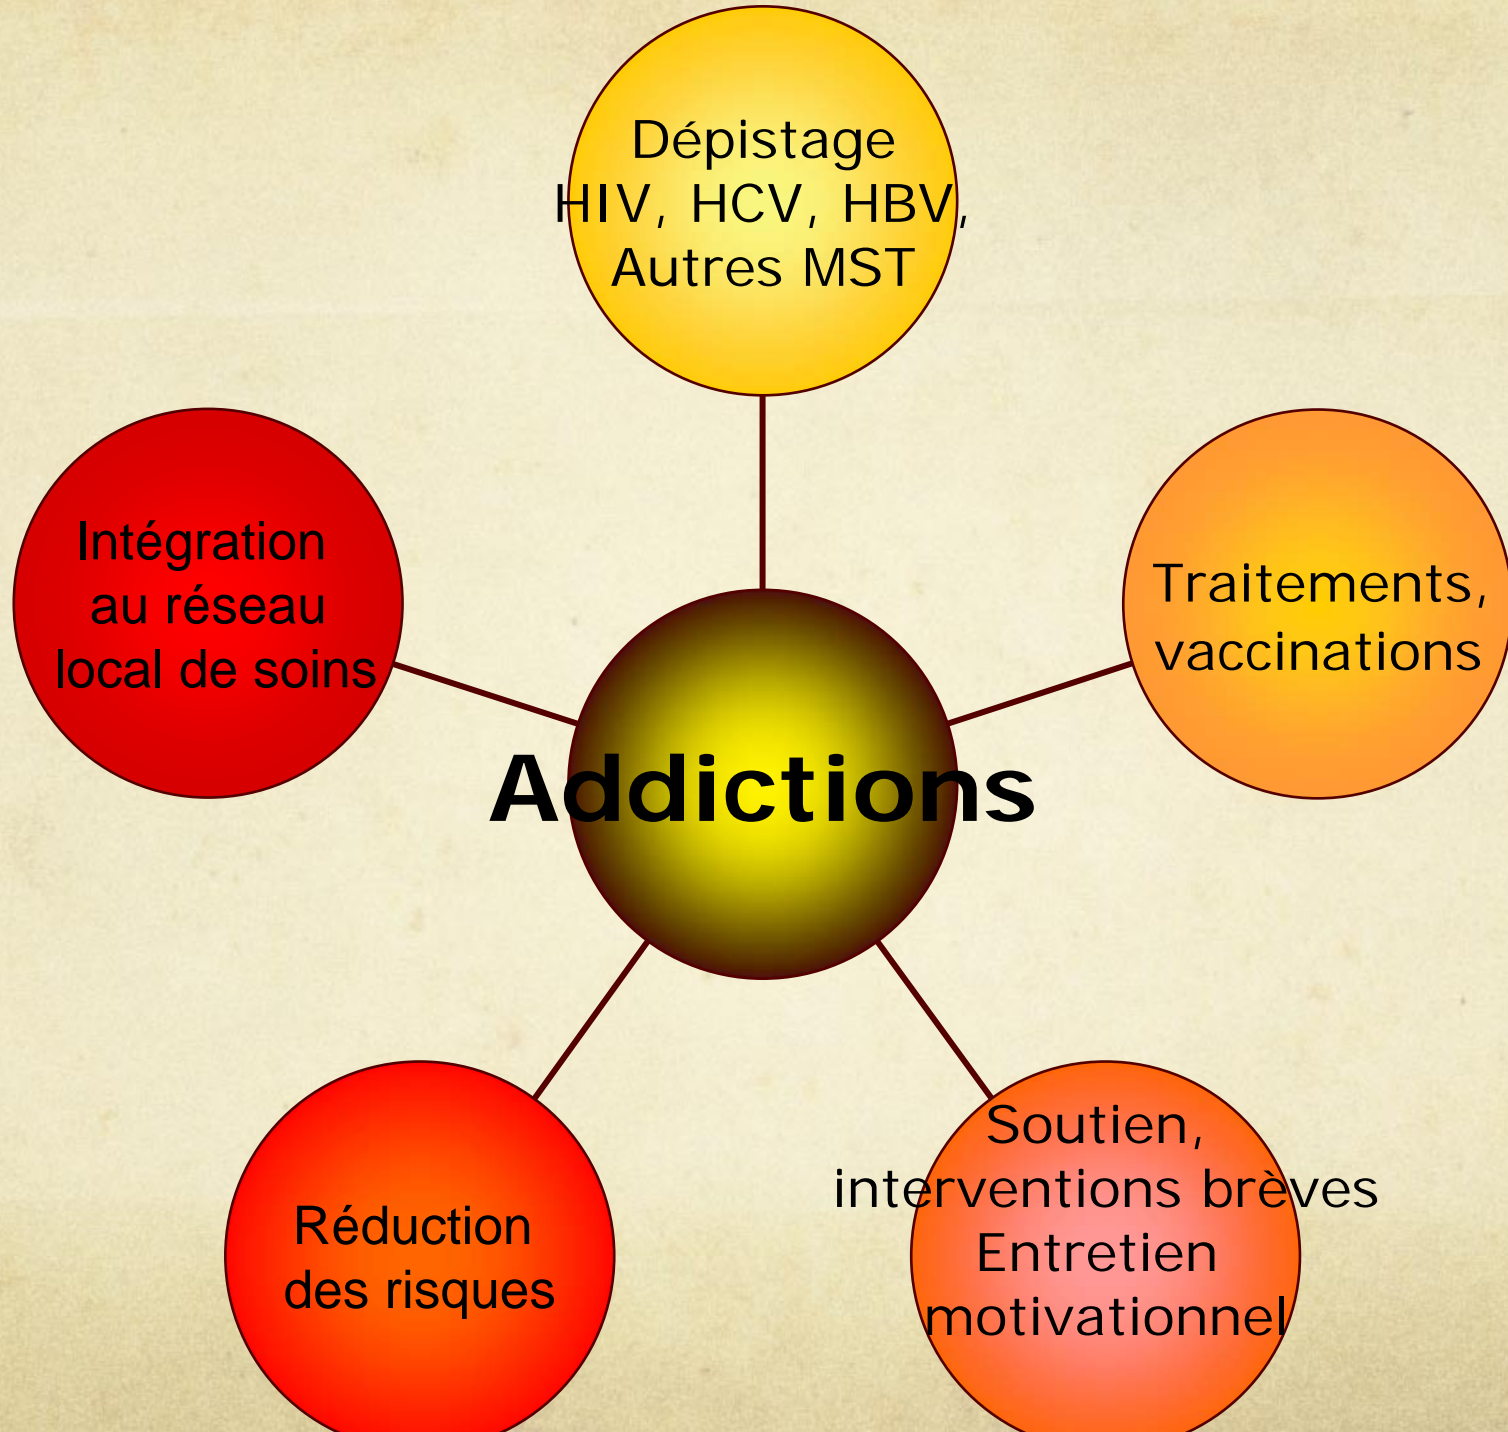 Dépistage
HIV, HCV, HBV,
Autres MST
Intégration
au réseau
local de soins
Traitements,
vaccinations
Addictions
Réduction
des risques
Soutien,
interventions brèves
Entretien
motivationnel